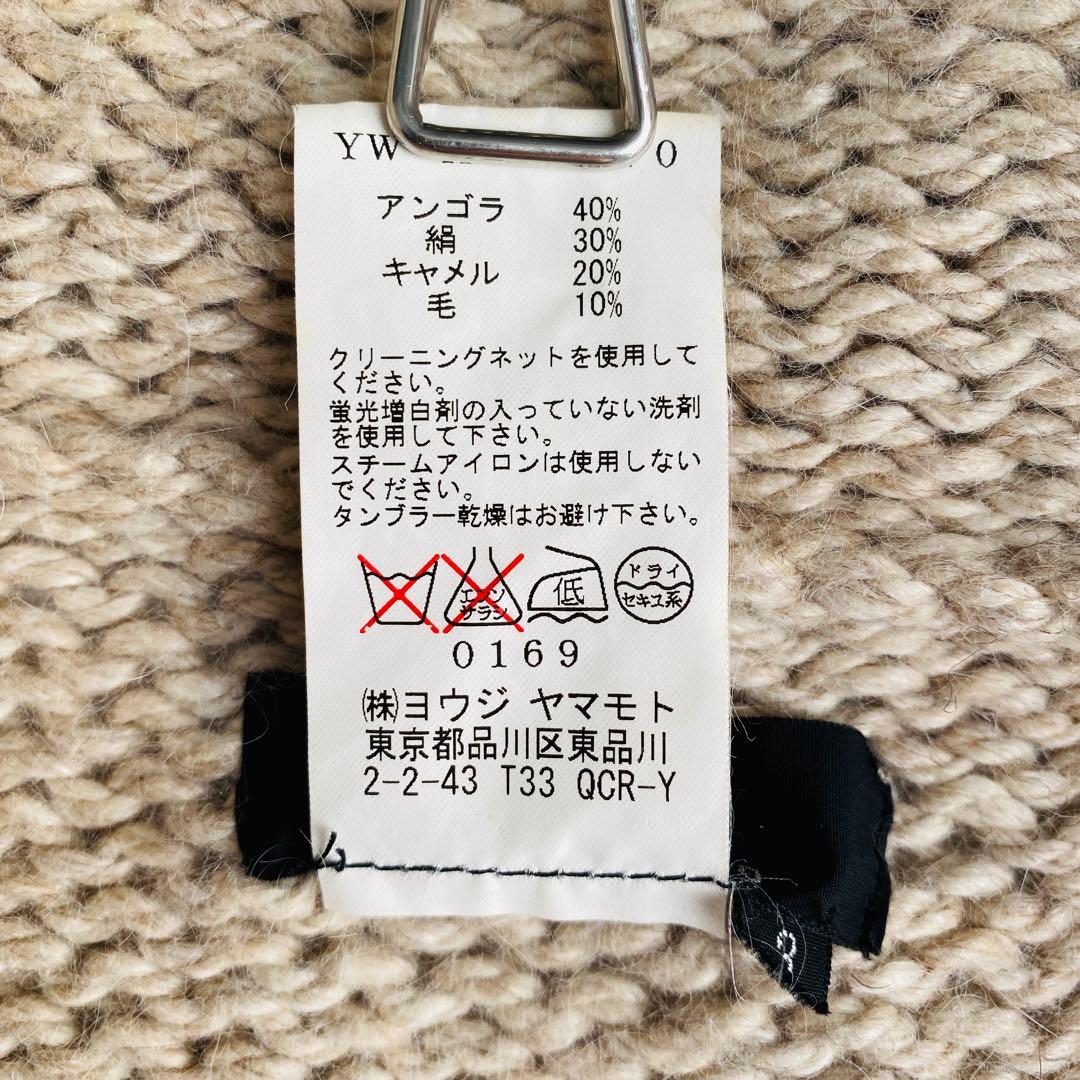 YW
アンゴラ 40%
絹 30%
キャメル 20%
毛 10%
クリーニングネットを使用して
ください。
蛍光増白剤の入っていない洗剤
を使用して下さい。
スチームアイロンは使用しない
でください。
タンブラー乾燥はお避け下さい。
エンソ
サラシ
低
ドライ
セキユ系
0169
㈱ヨウジ ヤマモト
東京都品川区東品川
2-2-43 T33 QCR-Y